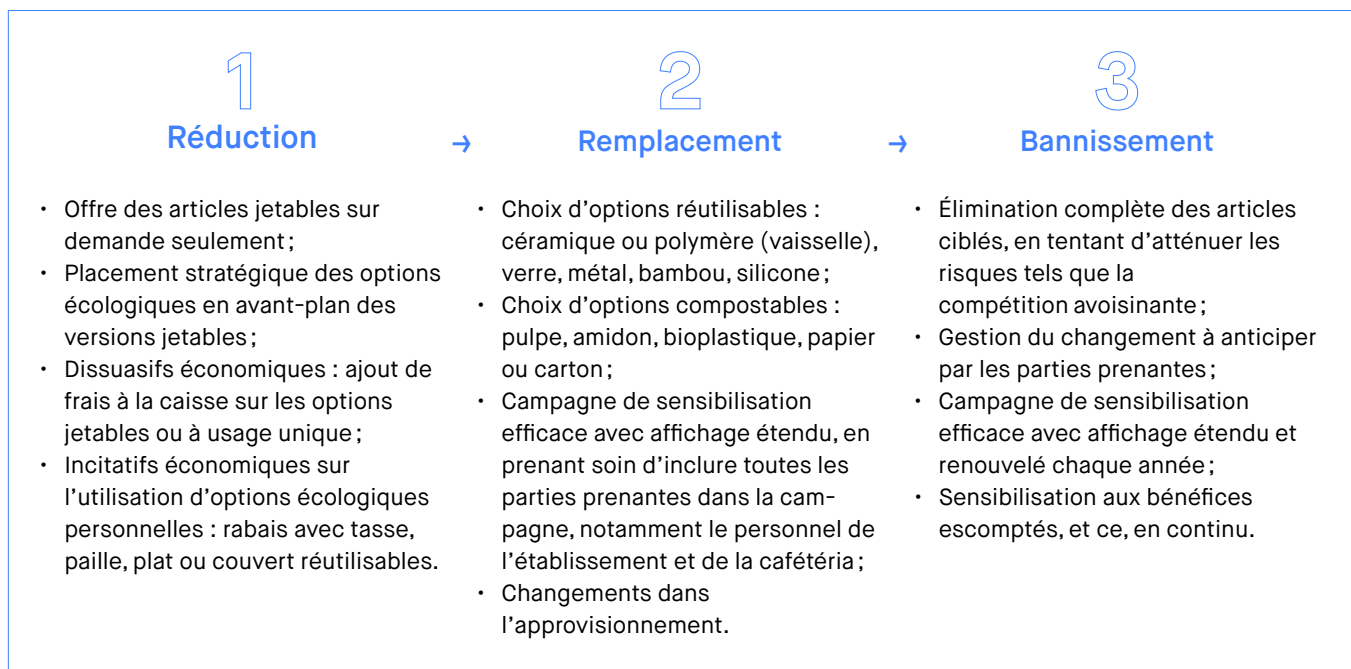 1
Réduction
→
2
Remplacement
→
3
Bannissement
• Offre des articles jetables sur
demande seulement ;
• Placement stratégique des options
écologiques en avant-plan des
versions jetables ;
• Dissuasifs économiques : ajout de
frais à la caisse sur les options
jetables ou à usage unique ;
• Incitatifs économiques sur
l’utilisation d’options écologiques
personnelles : rabais avec tasse,
paille, plat ou couvert réutilisables.
• Choix d’options réutilisables :
céramique ou polymère (vaisselle),
verre, métal, bambou, silicone ;
• Choix d’options compostables :
pulpe, amidon, bioplastique, papier
ou carton ;
• Campagne de sensibilisation
efficace avec affichage étendu, en
prenant soin d’inclure toutes les
parties prenantes dans la cam-
pagne, notamment le personnel de
l’établissement et de la cafétéria ;
• Changements dans
l’approvisionnement.
• Élimination complète des articles
ciblés, en tentant d’atténuer les
risques tels que la
compétition avoisinante ;
• Gestion du changement à anticiper
par les parties prenantes ;
• Campagne de sensibilisation
efficace avec affichage étendu et
renouvelé chaque année ;
• Sensibilisation aux bénéfices
escomptés, et ce, en continu.